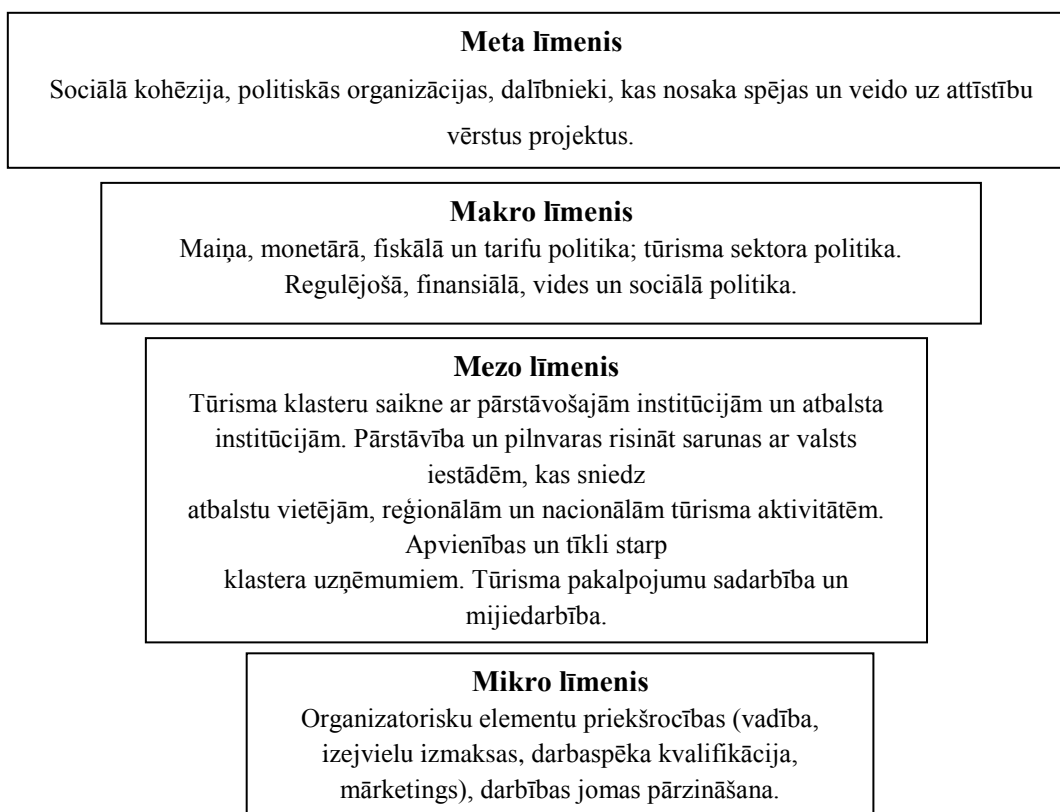 Meta līmenis
Sociālā kohēzija, politiskās organizācijas, dalībnieki, kas nosaka spējas un veido uz attīstību
vērstus projektus.
Makro līmenis
Maiņa, monetārā, fiskālā un tarifu politika; tūrisma sektora politika.
Regulējošā, finansiālā, vides un sociālā politika.
Mezo līmenis
Tūrisma klasteru saikne ar pārstāvošajām institūcijām un atbalsta
institūcijām. Pārstāvība un pilnvaras risināt sarunas ar valsts
iestādēm, kas sniedz
atbalstu vietējām, reģionālām un nacionālām tūrisma aktivitātēm.
Apvienības un tīkli starp
klastera uzņēmumiem. Tūrisma pakalpojumu sadarbība un
mijiedarbība.
Mikro līmenis
Organizatorisku elementu priekšrocības (vadība,
izejvielu izmaksas, darbaspēka kvalifikācija,
mārketings), darbības jomas pārzināšana.